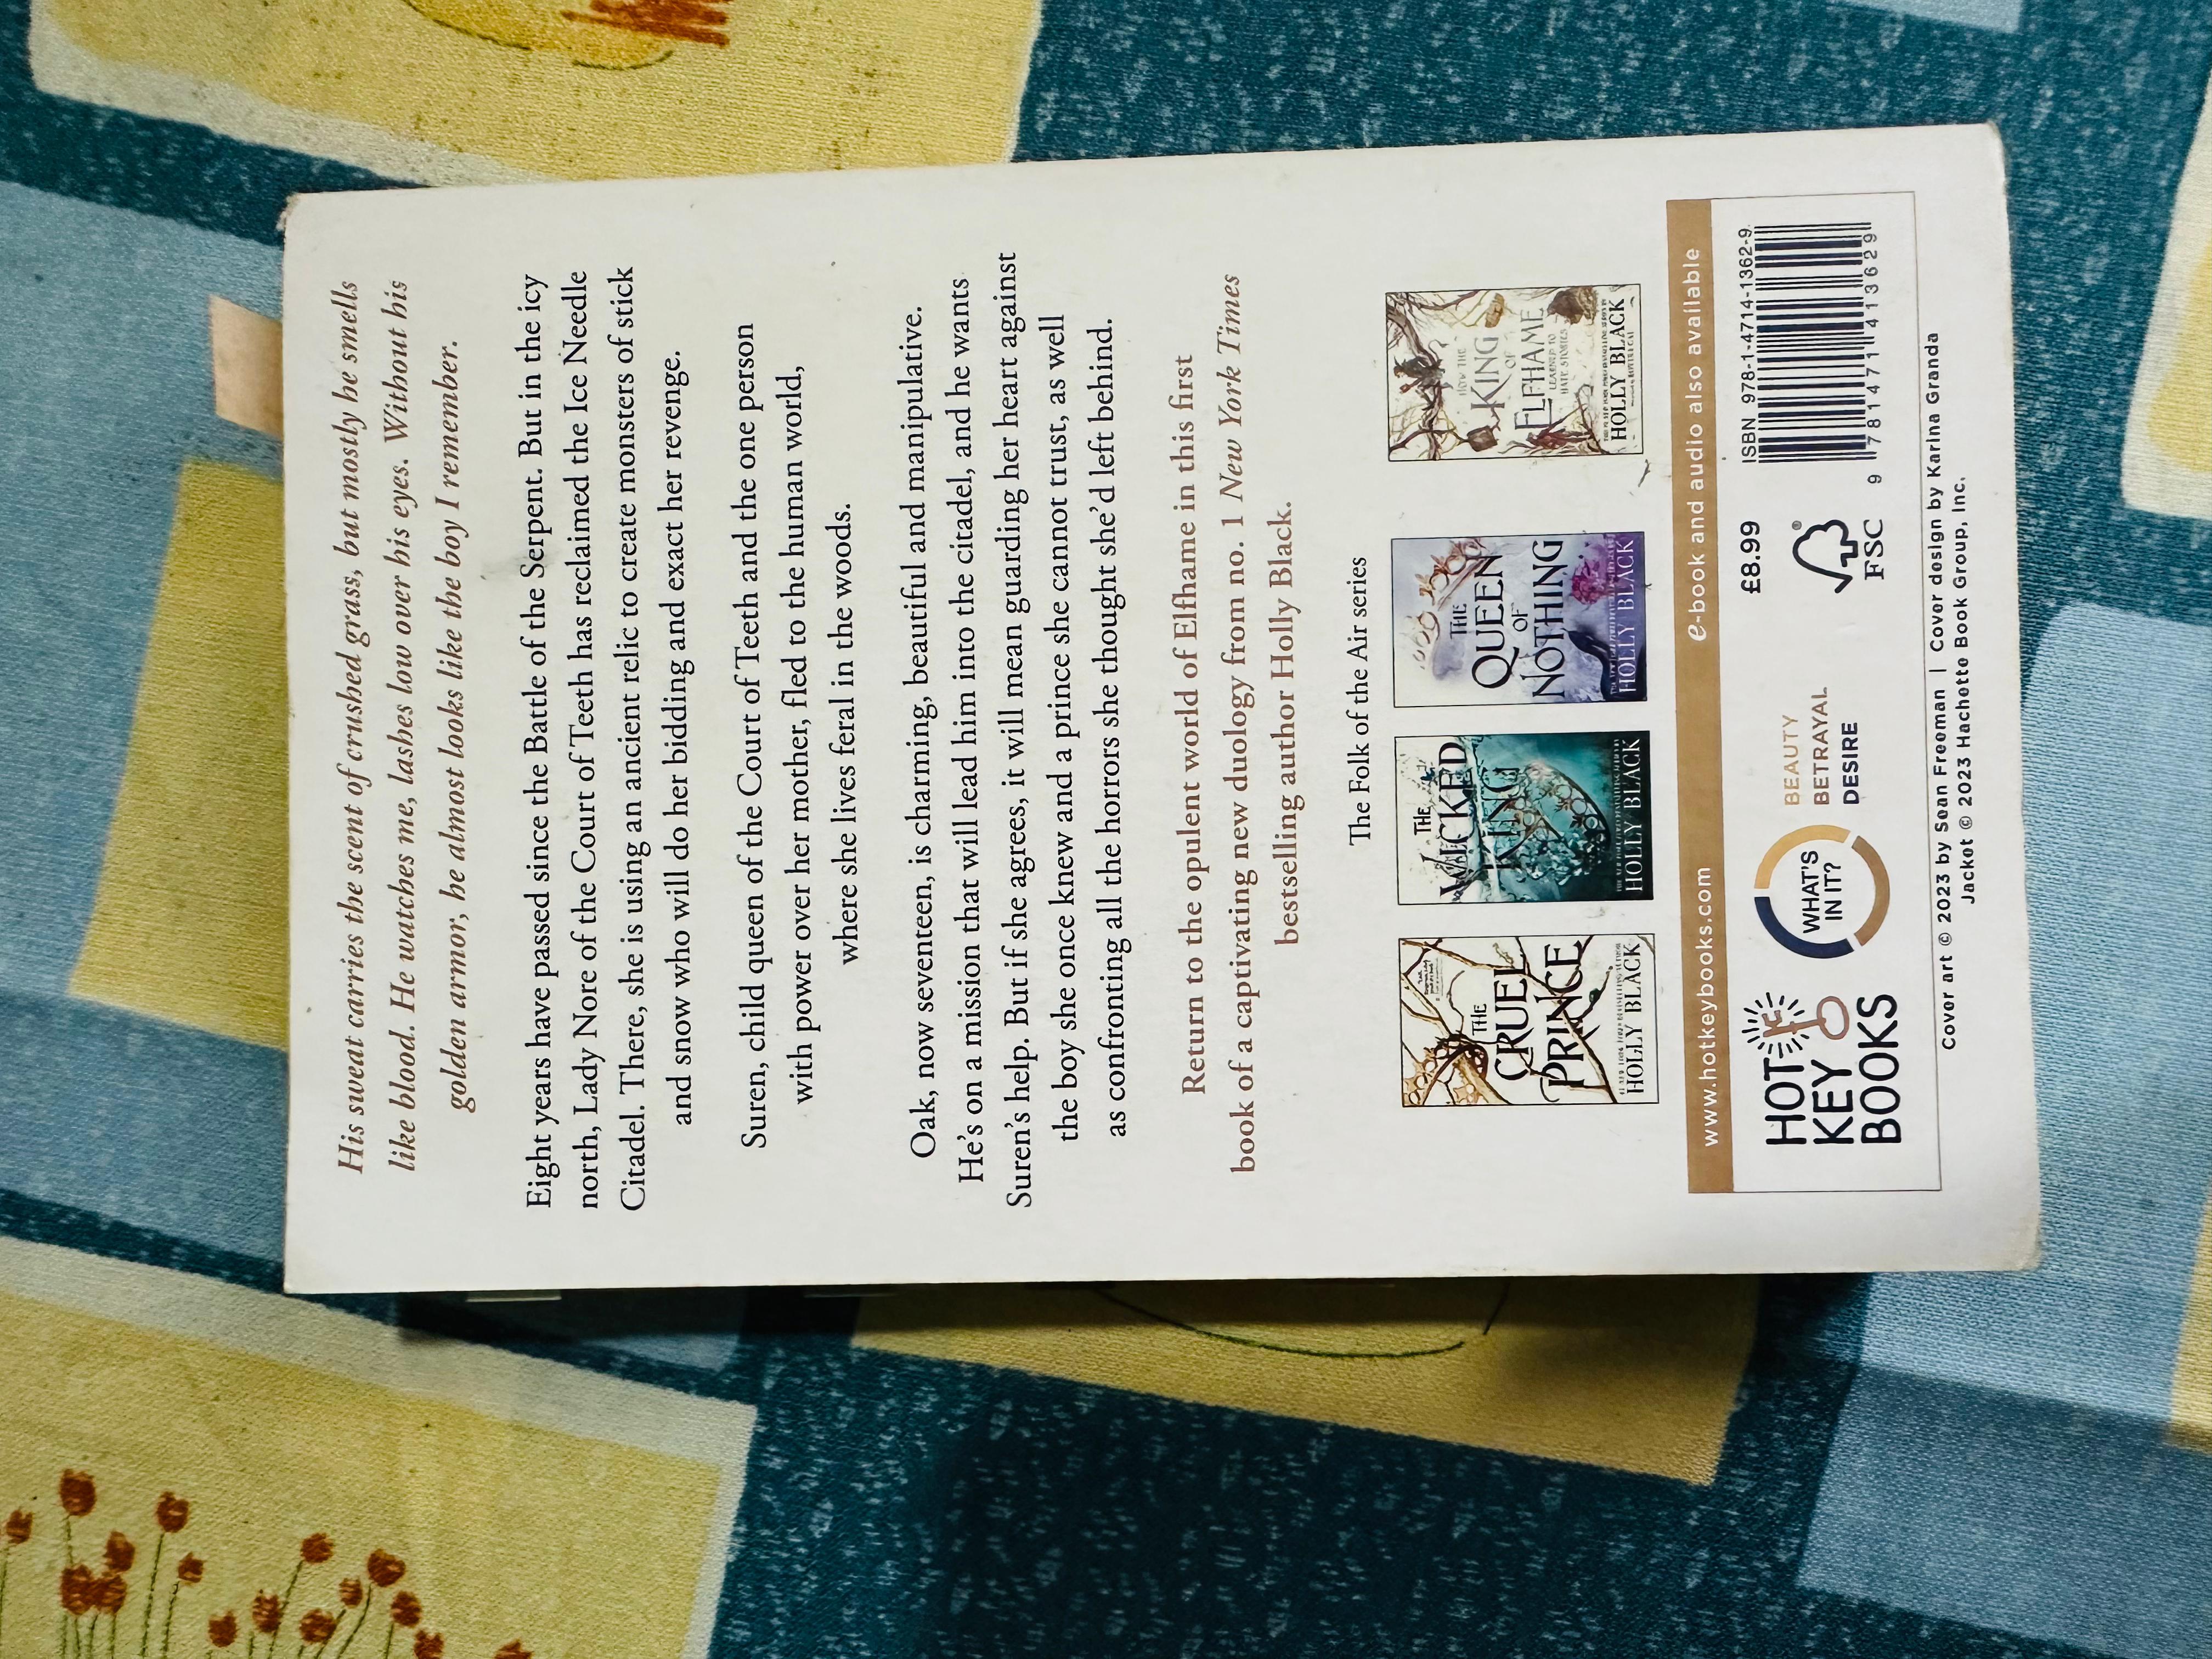 His sweat carries the scent of crushed grass, but mostly he smells
like blood. He watches me, lashes low over his eyes. Without his
golden armor, he almost looks like the boy I remember.
Eight years have passed since the Battle of the Serpent. But in the icy
north, Lady Nore of the Court of Teeth has reclaimed the Ice Needle
Citadel. There, she is using an ancient relic to create monsters of stick
and snow who will do her bidding and exact her revenge.
Suren, child queen of the Court of Teeth and the one person
with power over her mother, fled to the human world,
where she lives feral in the woods.
Oak, now seventeen, is charming, beautiful and manipulative.
He's on a mission that will lead him into the citadel, and he wants
Suren's help. But if she agrees, it will mean guarding her heart against
the boy she once knew and a prince she cannot trust, as well
as confronting all the horrors she thought she'd left behind.
Return to the opulent world of Elfhame in this first
book of a captivating new duology from no. 1 New York Times
bestselling author Holly Black.
The Folk of the Air series
THE
CRUEL
PRINCE
HOLLY BLACK
THE
WICKED
KING
HOLLY BLACK
THE
QUEEN
OF
NOTHING
HOLLY BLACK
HOW THE
KING
OF
ELFHAME
LEARNED TO
HATE STORIES
HOLLY BLACK
www.hotkeybooks.com
e-book and audio also available
HOT
KEY
BOOKS
WHAT'S
IN IT?
BEAUTY
BETRAYAL
DESIRE
£8.99
®
FSC
ISBN 978-1-4714-1362-9
9 781471 413629
Cover art © 2023 by Sean Freeman | Cover design by Karina Granda
Jacket © 2023 Hachette Book Group, Inc.